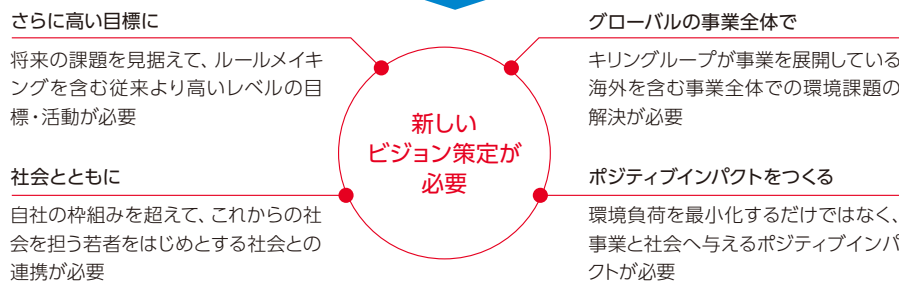 さらに高い目標に
将来の課題を見据えて、ルールメイキ
ングを含む従来より高いレベルの目
標・活動が必要
社会とともに
自社の枠組みを超えて、これからの社
会を担う若者をはじめとする社会との
連携が必要
新しい
ビジョン策定が
必要
グローバルの事業全体で
キリングループが事業を展開している
海外を含む事業全体での環境課題の
解決が必要
ポジティブインパクトをつくる
環境負荷を最小化するだけではなく、
事業と社会へ与えるポジティブインパ
クトが必要